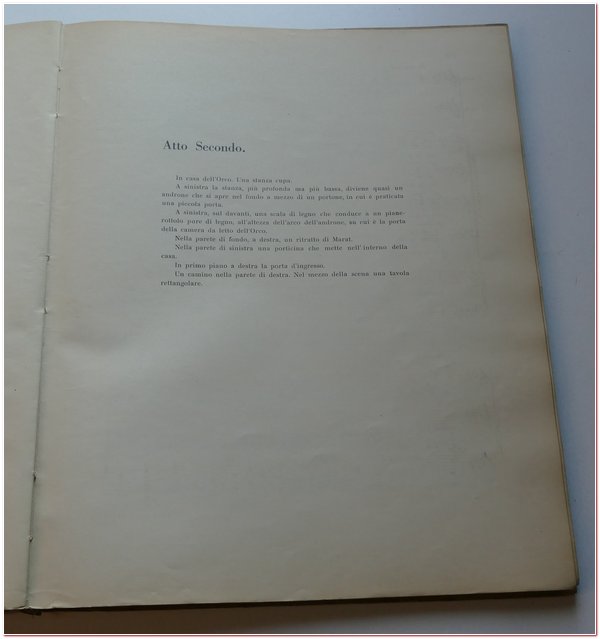 Atto Secondo.
In casa dell'Orco. Una stanza cupa.
A sinistra la stanza, più profonda ma più bassa, diviene quasi un
androne che si apre nel fondo a mezzo di un portone, in cui è praticata
una piccola porta.
A sinistra, sul davanti, una scala di legno che conduce a un piane-
rottolo pure di legno, all'altezza dell'arco dell'androne, su cui è la porta
della camera da letto dell'Orco.
Nella parete di fondo, a destra, un ritratto di Marat.
Nella parete di sinistra una porticina che mette nell'interno della
casa.
In primo piano a destra la porta d'ingresso.
Un camino nella parete di destra. Nel mezzo della scena una tavola
rettangolare.